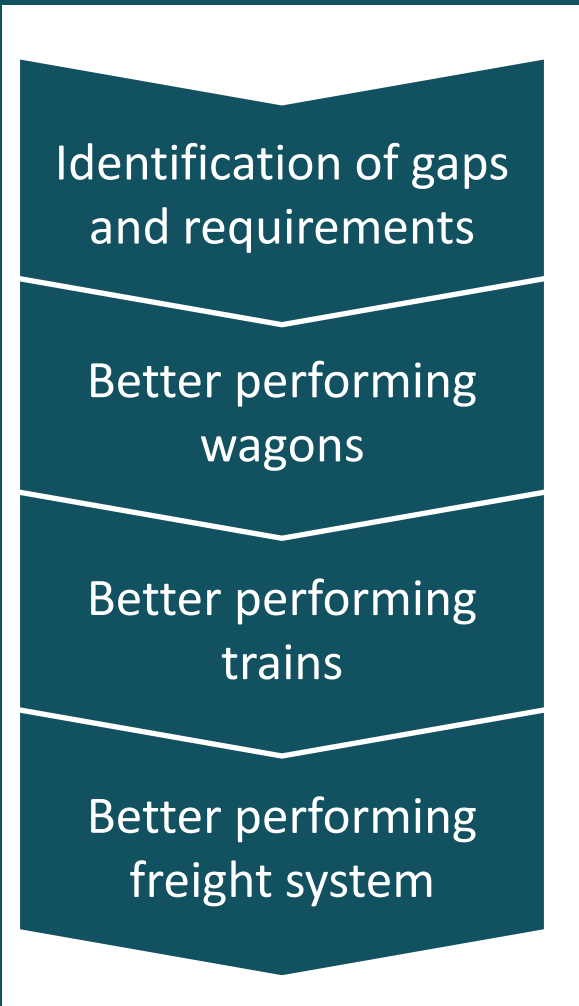 Identification of gaps
and requirements
Better performing
wagons
Better performing
trains
Better performing
freight system